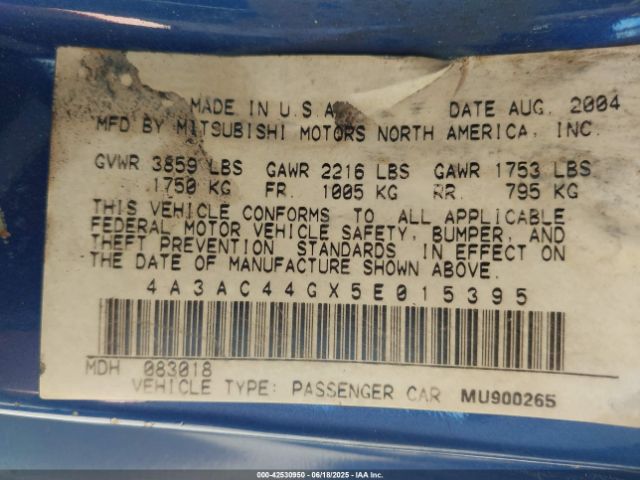 MADE IN U.S.A DATE AUG. 2004
MFD BY MITSUBISHI MOTORS NORTH AMERICA, INC.
GVWR 3859 LBS GAWR 2216 LBS GAWR 1753 LBS
1750 KG FR. 1005 KG RR. 795 KG
THIS VEHICLE CONFORMS TO ALL APPLICABLE
FEDERAL MOTOR VEHICLE SAFETY, BUMPER, AND
THEFT PREVENTION STANDARDS IN EFFECT ON
THE DATE OF MANUFACTURE SHOWN ABOVE.
4A3AC44GX5E015395
MDH 083018
VEHICLE TYPE: PASSENGER CAR MU900265
000-42530950 | 06/18/2025 | IAA Inc.